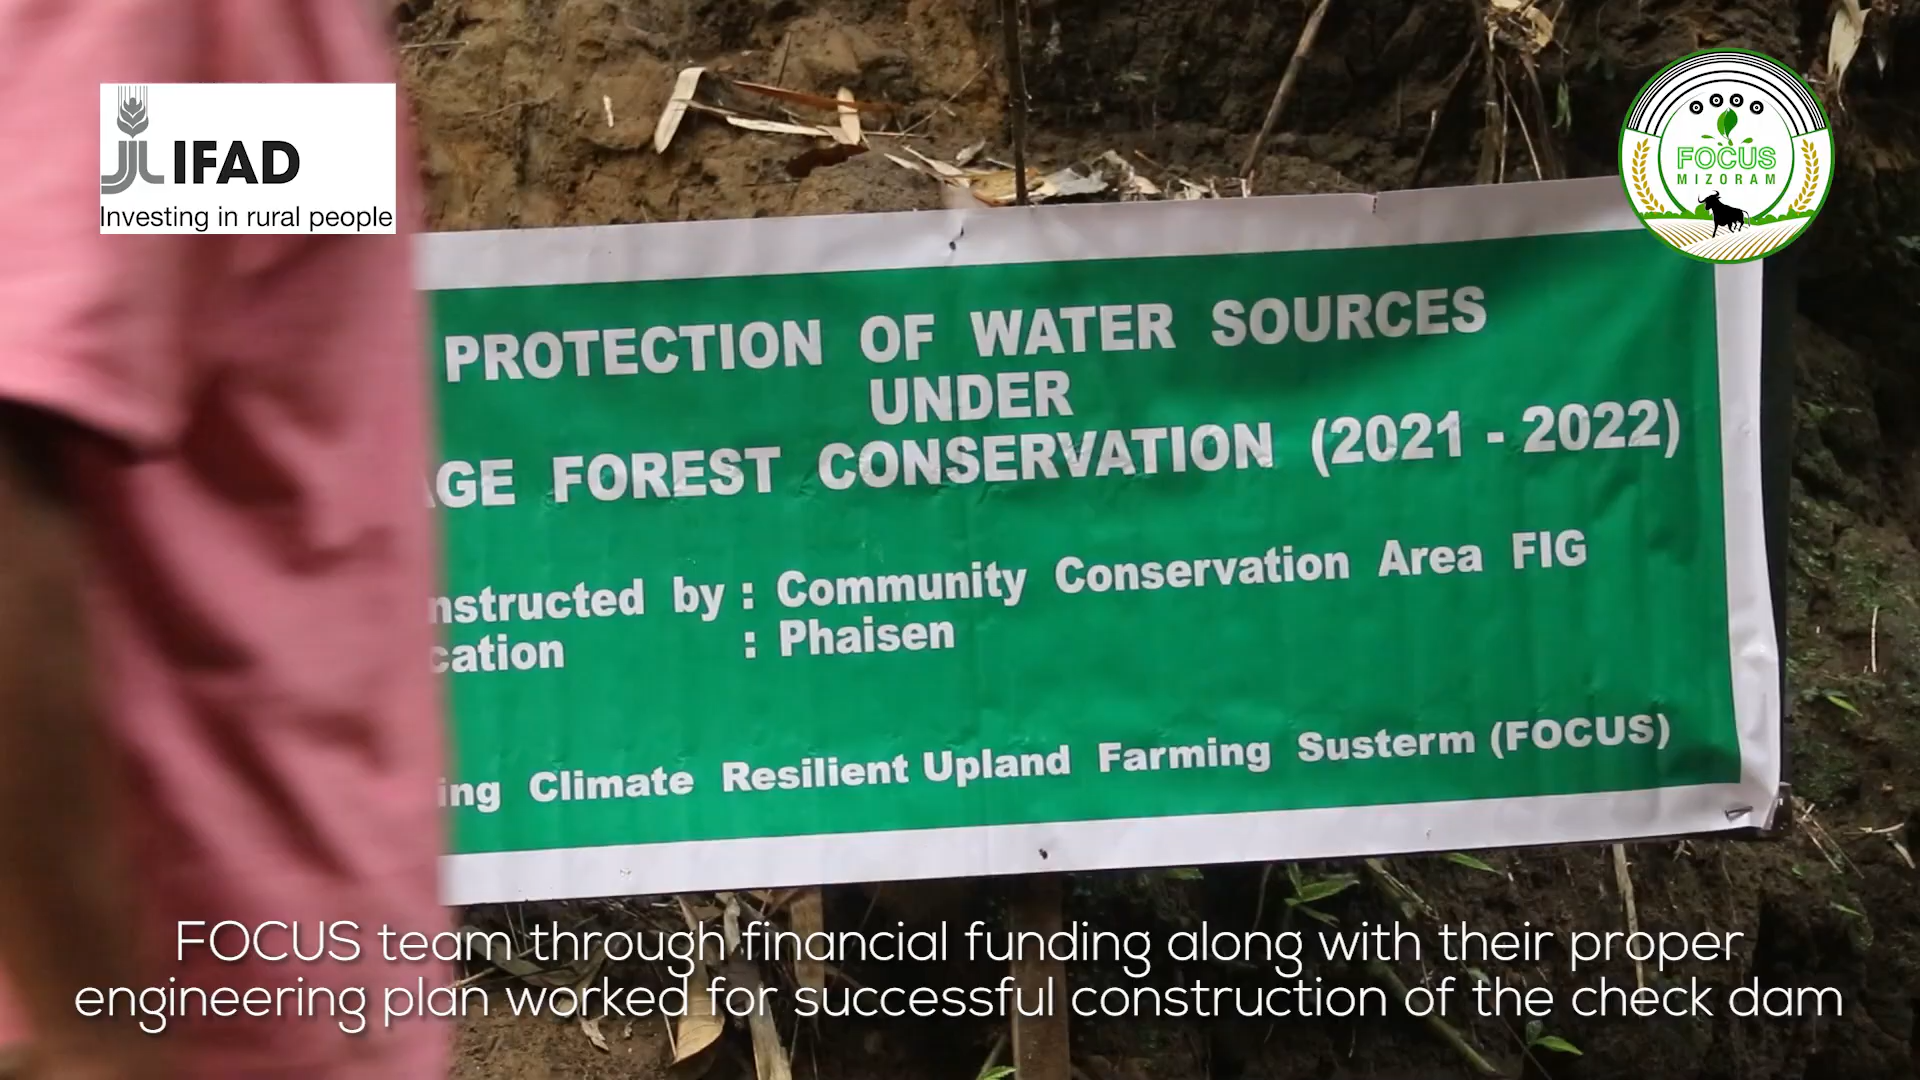 IFAD
Investing in rural people
FOCUS
MIZORAM
PROTECTION OF WATER SOURCES
UNDER
AGE FOREST CONSERVATION (2021 - 2022)
nstructed by : Community Conservation Area FIG
cation : Phaisen
ing Climate Resilient Upland Farming Susterm (FOCUS)
FOCUS team through financial funding along with their proper
engineering plan worked for successful construction of the check dam